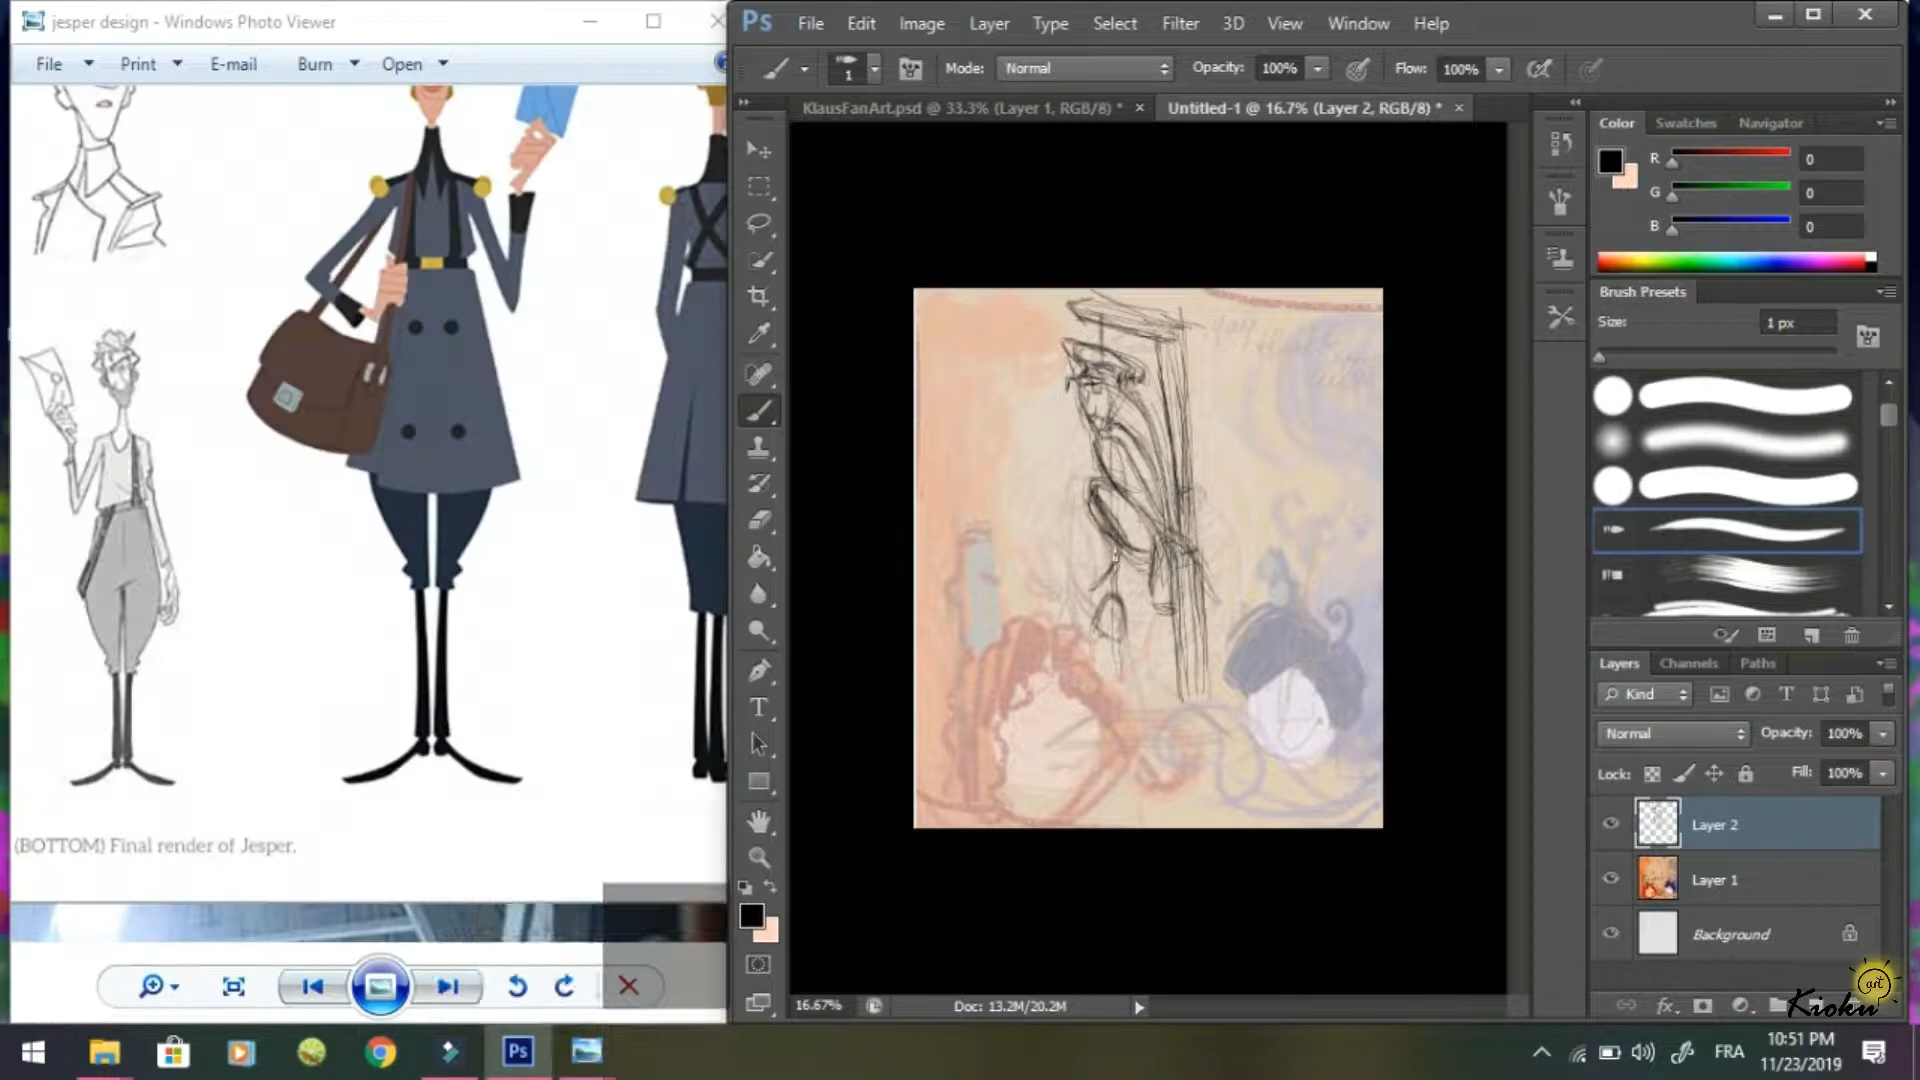 jesper design - Windows Photo Viewer
File Print E-mail Burn Open
(BOTTOM) Final render of Jesper.
Ps File Edit Image Layer Type Select Filter 3D View Window Help
1 Mode: Normal Opacity: 100% Flow: 100%
KlausFanArt.psd @ 33.3% (Layer 1, RGB/8) * × Untitled-1 @ 16.7% (Layer 2, RGB/8) * ×
Color Swatches Navigator
R 0
G 0
B 0
Brush Presets
Size: 1 px
Layers Channels Paths
Kind
Normal Opacity: 100%
Lock: Fill: 100%
Layer 2
Layer 1
Background
16.67% Doc: 13.2M/20.2M
fx
art
Kioku
Ps
FRA
10:51 PM
11/23/2019